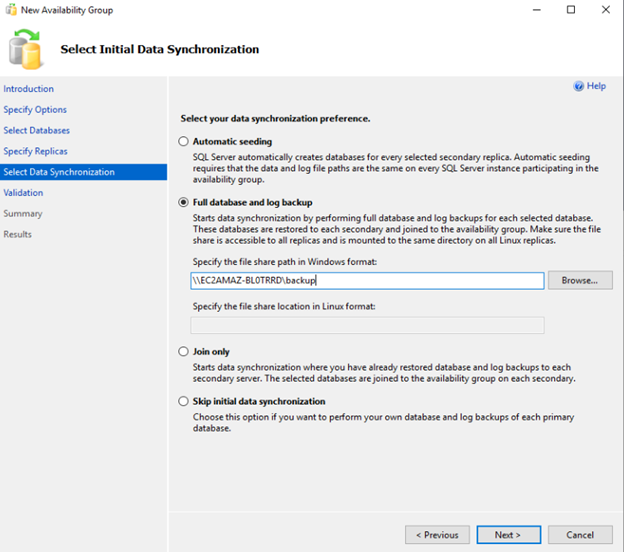 New Availability Group
Select Initial Data Synchronization
Introduction
Specify Options
Select Databases
Specify Replicas
Select Data Synchronization
Validation
Summary
Results
Help
Select your data synchronization preference.
Automatic seeding
SQL Server automatically creates databases for every selected secondary replica. Automatic seeding
requires that the data and log file paths are the same on every SQL Server instance participating in the
availability group.
Full database and log backup
Starts data synchronization by performing full database and log backups for each selected database.
These databases are restored to each secondary and joined to the availability group. Make sure the file
share is accessible to all replicas and is mounted to the same directory on all Linux replicas.
Specify the file share path in Windows format:
\\EC2AMAZ-BL0TRRD\backup
Browse...
Specify the file share location in Linux format:
Join only
Starts data synchronization where you have already restored database and log backups to each
secondary server. The selected databases are joined to the availability group on each secondary.
Skip initial data synchronization
Choose this option if you want to perform your own database and log backups of each primary
database.
< Previous
Next >
Cancel